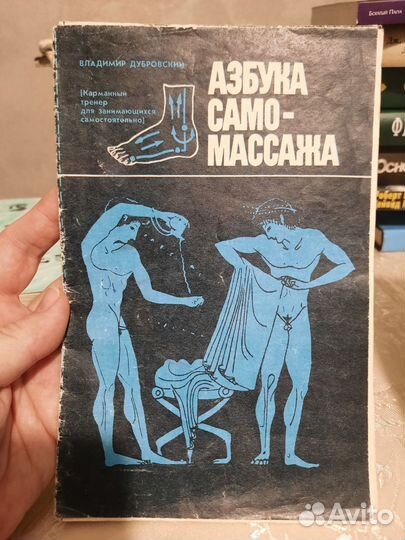 ВЛАДИМИР ДУБРОВСКИЙ
[Карманный
тренер
для занимающихся
самостоятельно]
АЗБУКА
САМО-
МАССАЖА
Avito